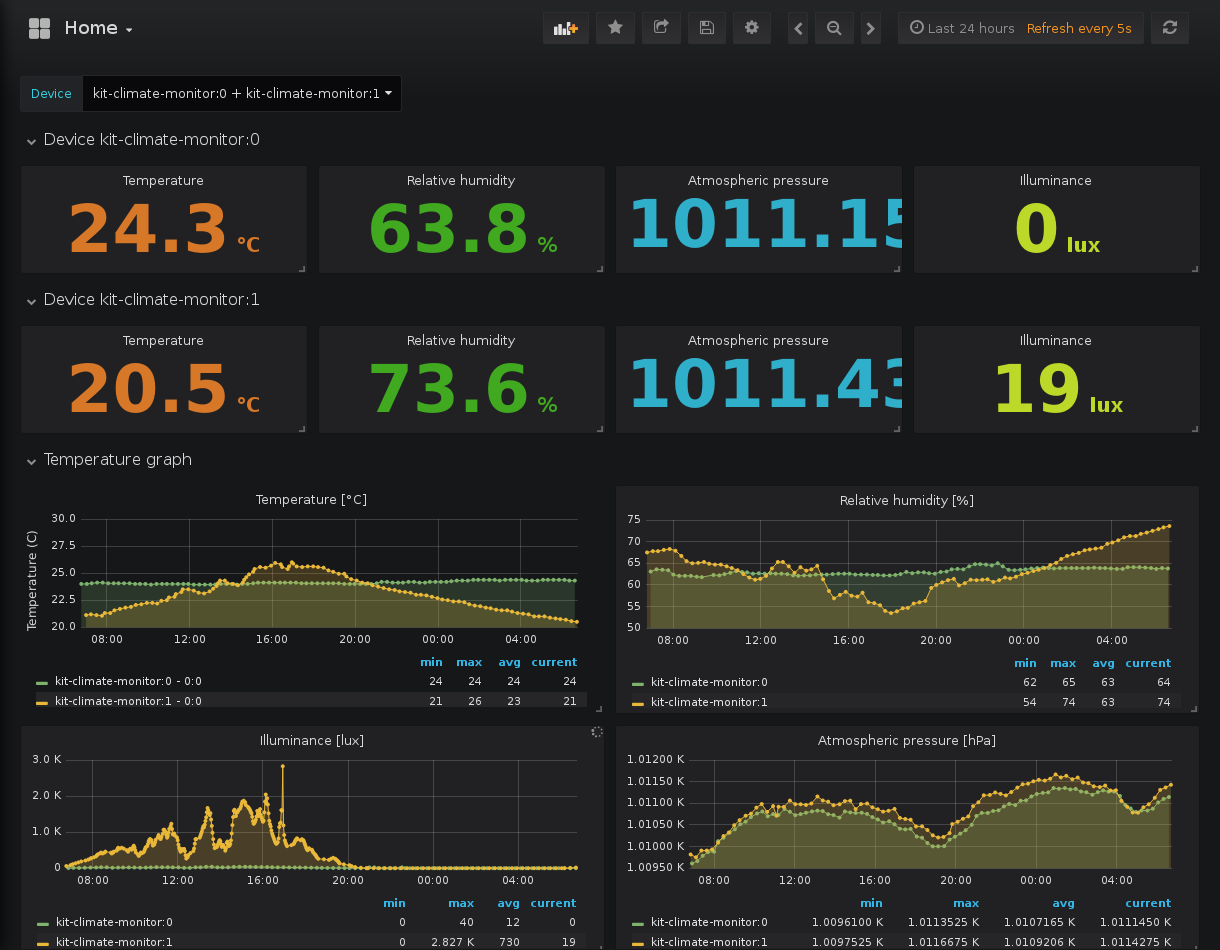 Home
Last 24 hours Refresh every 5s
Device kit-climate-monitor:0 + kit-climate-monitor:1
Device kit-climate-monitor:0
Temperature Relative humidity Atmospheric pressure Illuminance
24.3 °C 63.8 % 1011.15 0 lux
Device kit-climate-monitor:1
Temperature Relative humidity Atmospheric pressure Illuminance
20.5 °C 73.6 % 1011.43 19 lux
Temperature graph
Temperature [°C]
Temperature (C)
30.0
27.5
25.0
22.5
20.0
08:00 12:00 16:00 20:00 00:00 04:00
min max avg current
kit-climate-monitor:0 - 0:0 24 24 24 24
kit-climate-monitor:1 - 0:0 21 26 23 21
Relative humidity [%]
75
70
65
60
55
50
08:00 12:00 16:00 20:00 00:00 04:00
min max avg current
kit-climate-monitor:0 62 65 63 64
kit-climate-monitor:1 54 74 63 74
Illuminance [lux]
3.0 K
2.0 K
1.0 K
0
08:00 12:00 16:00 20:00 00:00 04:00
min max avg current
kit-climate-monitor:0 0 40 12 0
kit-climate-monitor:1 0 2.827 K 730 19
Atmospheric pressure [hPa]
1.01200 K
1.01150 K
1.01100 K
1.01050 K
1.01000 K
1.00950 K
08:00 12:00 16:00 20:00 00:00 04:00
min max avg current
kit-climate-monitor:0 1.0096100 K 1.0113525 K 1.0107165 K 1.0111450 K
kit-climate-monitor:1 1.0097525 K 1.0116675 K 1.0109206 K 1.0114275 K